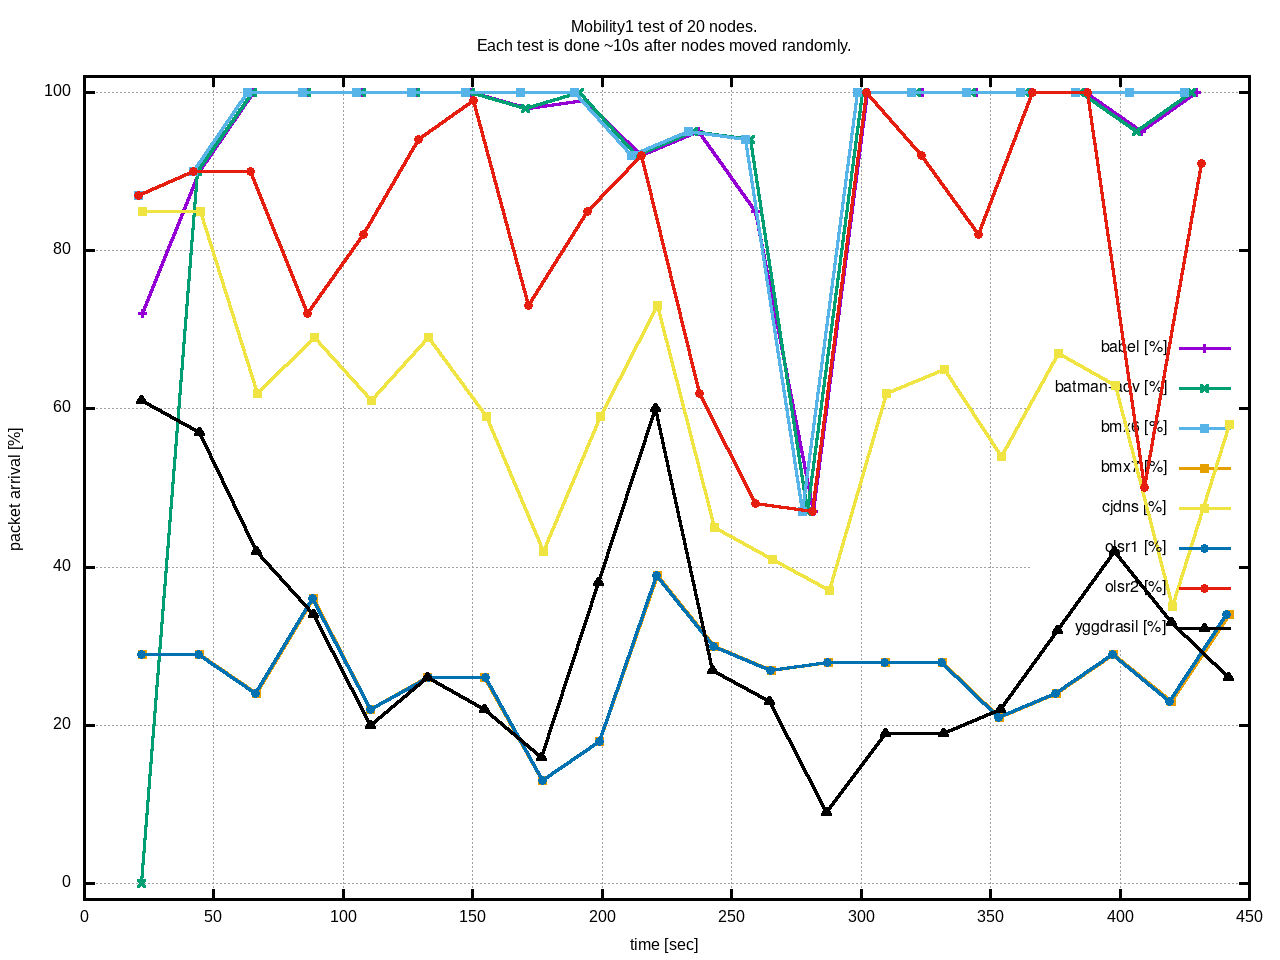 Mobility1 test of 20 nodes.
Each test is done ~10s after nodes moved randomly.
packet arrival [%]
100
80
60
40
20
0
babel [%]
batman-adv [%]
bmx6 [%]
bmx7 [%]
cjdns [%]
olsr1 [%]
olsr2 [%]
yggdrasil [%]
0 50 100 150 200 250 300 350 400 450
time [sec]